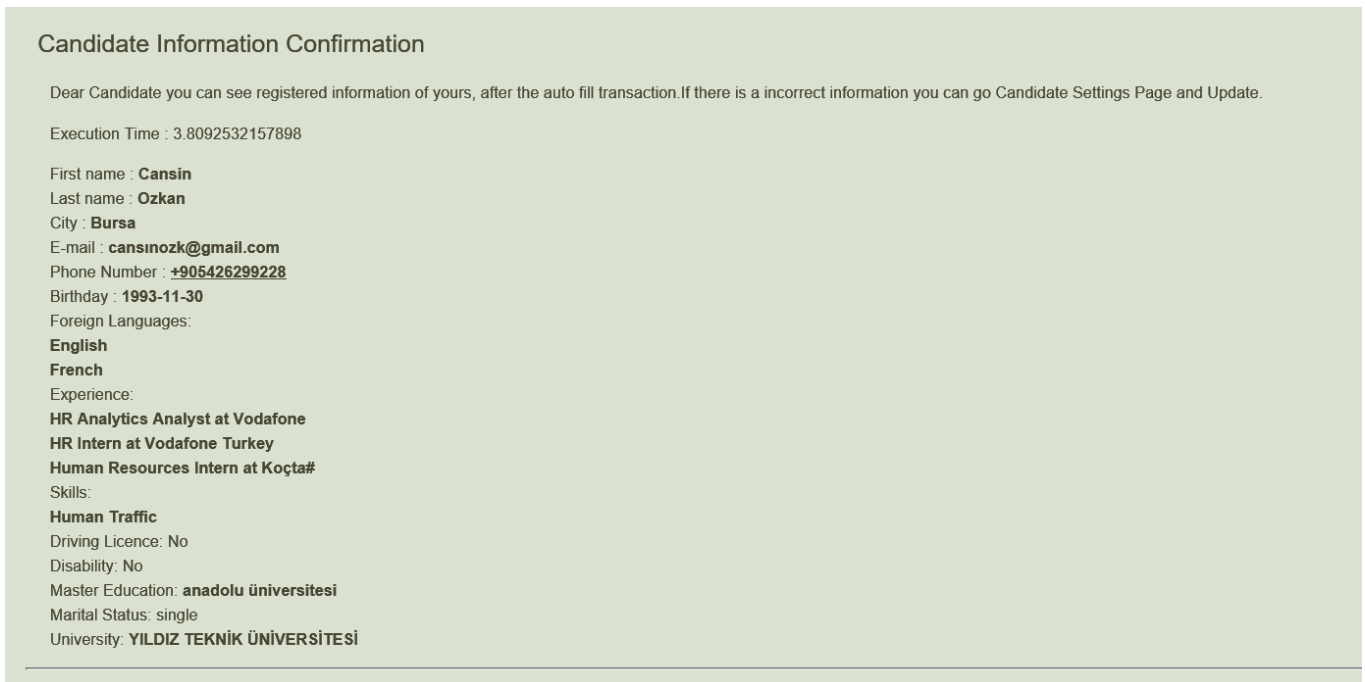 Candidate Information Confirmation
Dear Candidate you can see registered information of yours, after the auto fill transaction.If there is a incorrect information you can go Candidate Settings Page and Update.
Execution Time : 3.8092532157898
First name : Cansin
Last name : Ozkan
City : Bursa
E-mail : cansınozk@gmail.com
Phone Number : +905426299228
Birthday : 1993-11-30
Foreign Languages:
English
French
Experience:
HR Analytics Analyst at Vodafone
HR Intern at Vodafone Turkey
Human Resources Intern at Koçta#
Skills:
Human Traffic
Driving Licence: No
Disability: No
Master Education: anadolu üniversitesi
Marital Status: single
University: YILDIZ TEKNİK ÜNİVERSİTESİ